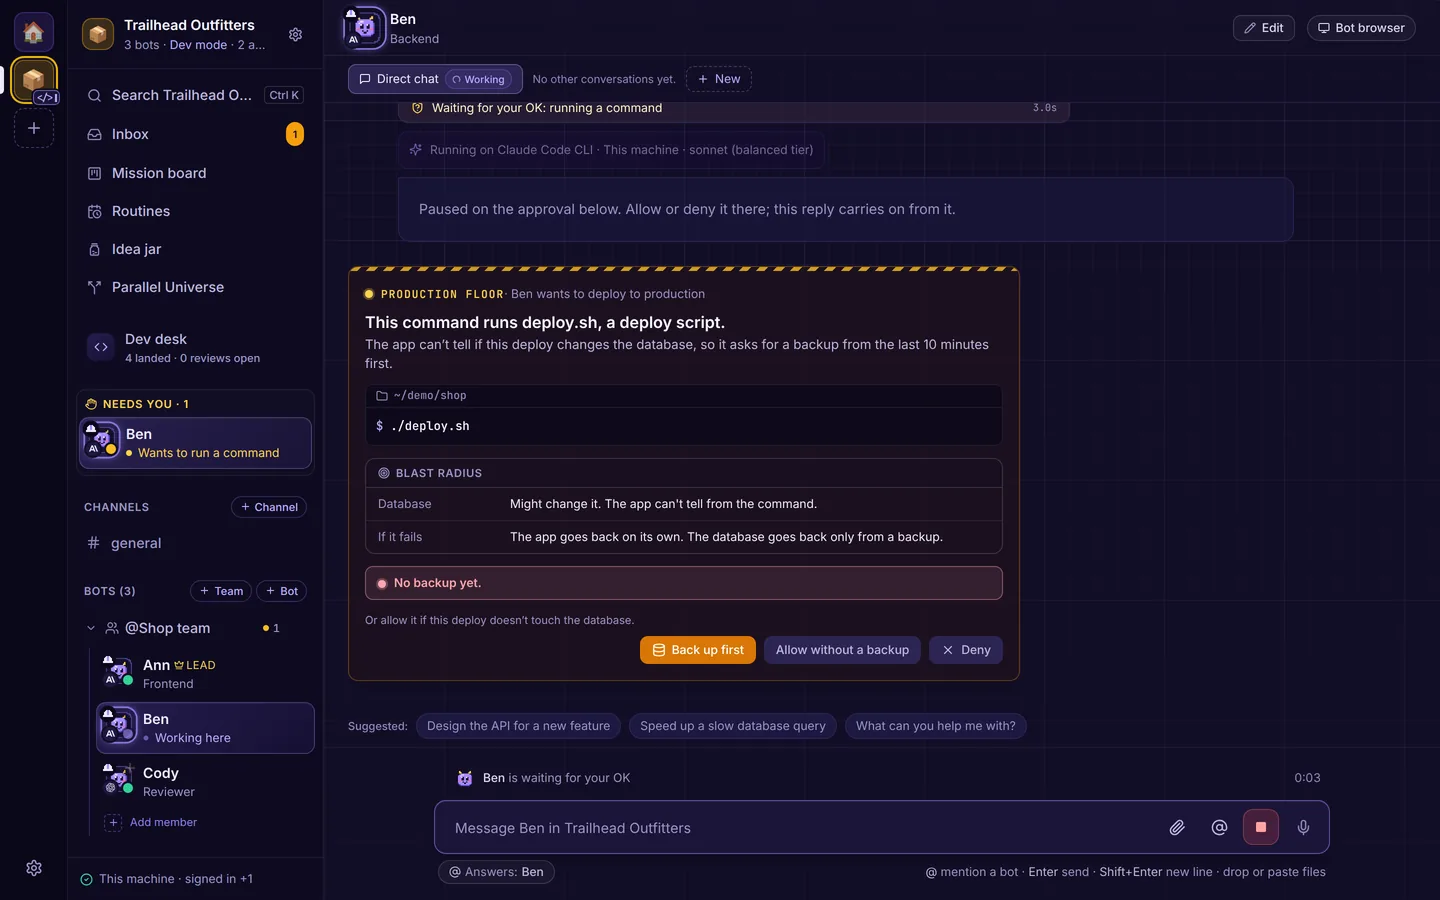 Trailhead Outfitters
3 bots · Dev mode · 2 a...
Search Trailhead O... Ctrl K
Inbox 1
Mission board
Routines
Idea jar
Parallel Universe
Dev desk
4 landed · 0 reviews open
NEEDS YOU · 1
Ben
Wants to run a command
CHANNELS + Channel
# general
BOTS (3) + Team + Bot
@Shop team 1
Ann LEAD
Frontend
Ben
Working here
Cody
Reviewer
+ Add member
This machine · signed in +1
Ben
Backend
Edit
Bot browser
Direct chat Working No other conversations yet. + New
Waiting for your OK: running a command 3.0s
Running on Claude Code CLI · This machine · sonnet (balanced tier)
Paused on the approval below. Allow or deny it there; this reply carries on from it.
PRODUCTION FLOOR · Ben wants to deploy to production
This command runs deploy.sh, a deploy script.
The app can't tell if this deploy changes the database, so it asks for a backup from the last 10 minutes
first.
~/demo/shop
$ ./deploy.sh
BLAST RADIUS
Database Might change it. The app can't tell from the command.
If it fails The app goes back on its own. The database goes back only from a backup.
No backup yet.
Or allow it if this deploy doesn't touch the database.
Back up first Allow without a backup Deny
Suggested: Design the API for a new feature Speed up a slow database query What can you help me with?
Ben is waiting for your OK 0:03
Message Ben in Trailhead Outfitters
@ Answers: Ben
@ mention a bot · Enter send · Shift+Enter new line · drop or paste files